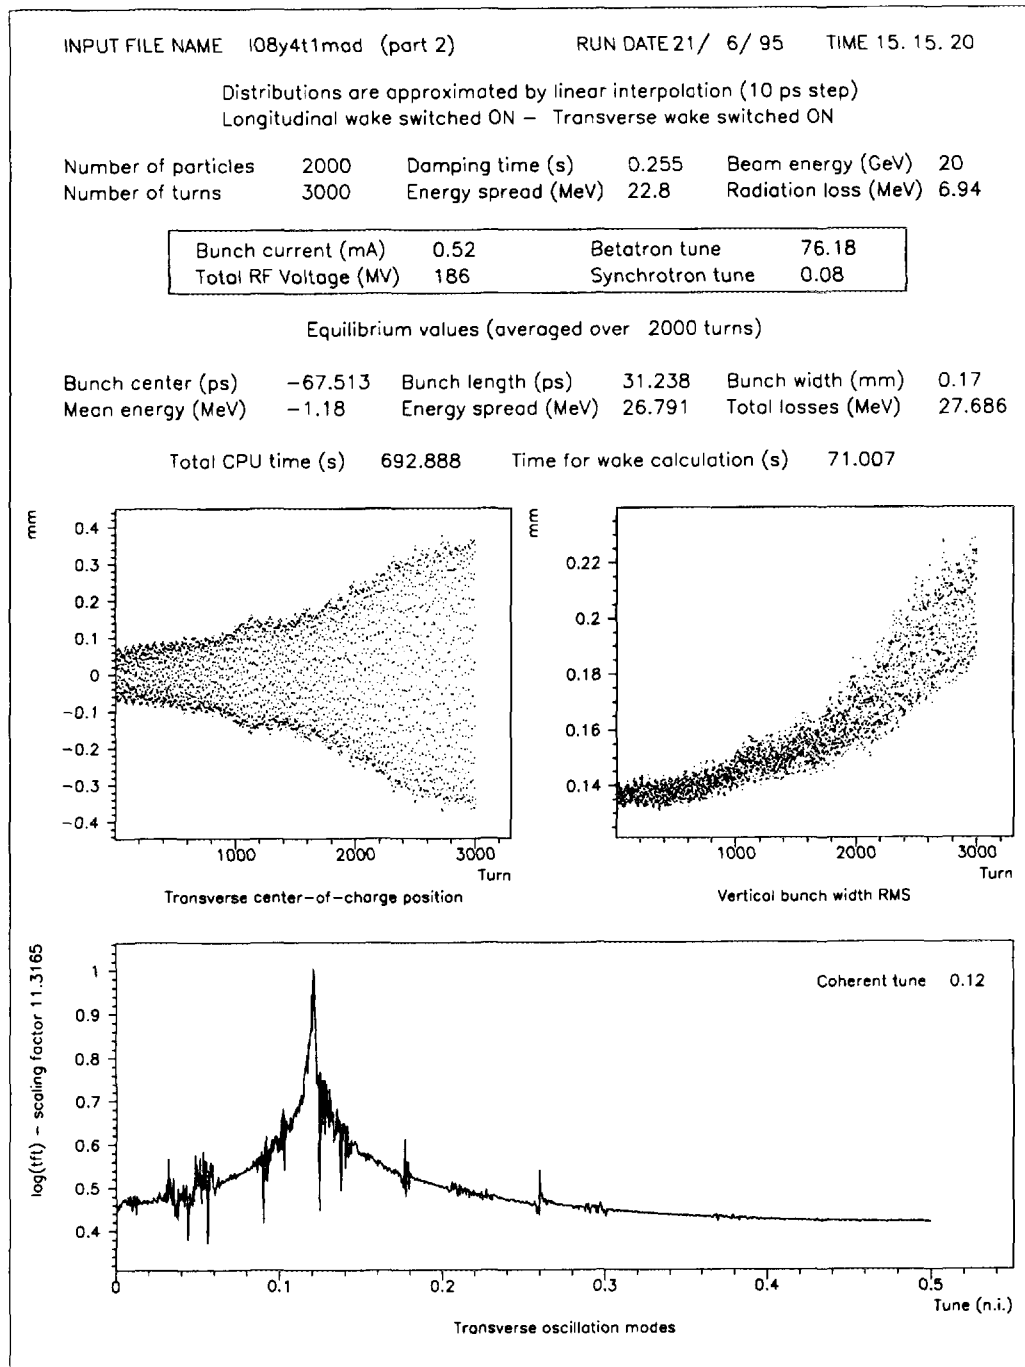 INPUT FILE NAME l08y4t1mod (part 2) RUN DATE 21/ 6/ 95 TIME 15. 15. 20
Distributions are approximated by linear interpolation (10 ps step)
Longitudinal wake switched ON – Transverse wake switched ON
Number of particles 2000 Damping time (s) 0.255 Beam energy (GeV) 20
Number of turns 3000 Energy spread (MeV) 22.8 Radiation loss (MeV) 6.94
Bunch current (mA) 0.52 Betatron tune 76.18
Total RF Voltage (MV) 186 Synchrotron tune 0.08
Equilibrium values (averaged over 2000 turns)
Bunch center (ps) -67.513 Bunch length (ps) 31.238 Bunch width (mm) 0.17
Mean energy (MeV) -1.18 Energy spread (MeV) 26.791 Total losses (MeV) 27.686
Total CPU time (s) 692.888 Time for wake calculation (s) 71.007
mm
0.4
0.3
0.2
0.1
0
-0.1
-0.2
-0.3
-0.4
1000 2000 3000
Turn
Transverse center-of-charge position
mm
0.22
0.2
0.18
0.16
0.14
1000 2000 3000
Turn
Vertical bunch width RMS
log(tft) – scaling factor 11.3165
Coherent tune 0.12
1
0.9
0.8
0.7
0.6
0.5
0.4
0 0.1 0.2 0.3 0.4 0.5
Tune (n.i.)
Transverse oscillation modes